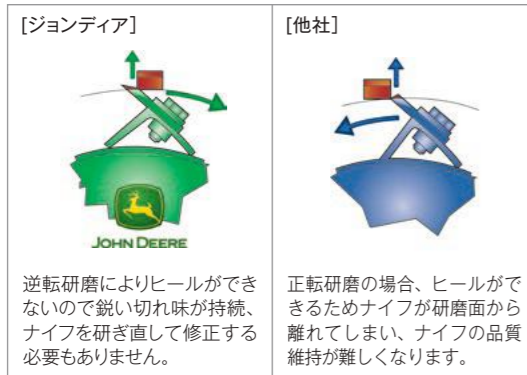 [ジョンディア]
JOHN DEERE
逆転研磨によりヒールができ
ないので鋭い切れ味が持続、
ナイフを研ぎ直して修正する
必要もありません。
[他社]
正転研磨の場合、ヒールがで
きるためナイフが研磨面から
離れてしまい、ナイフの品質
維持が難しくなります。